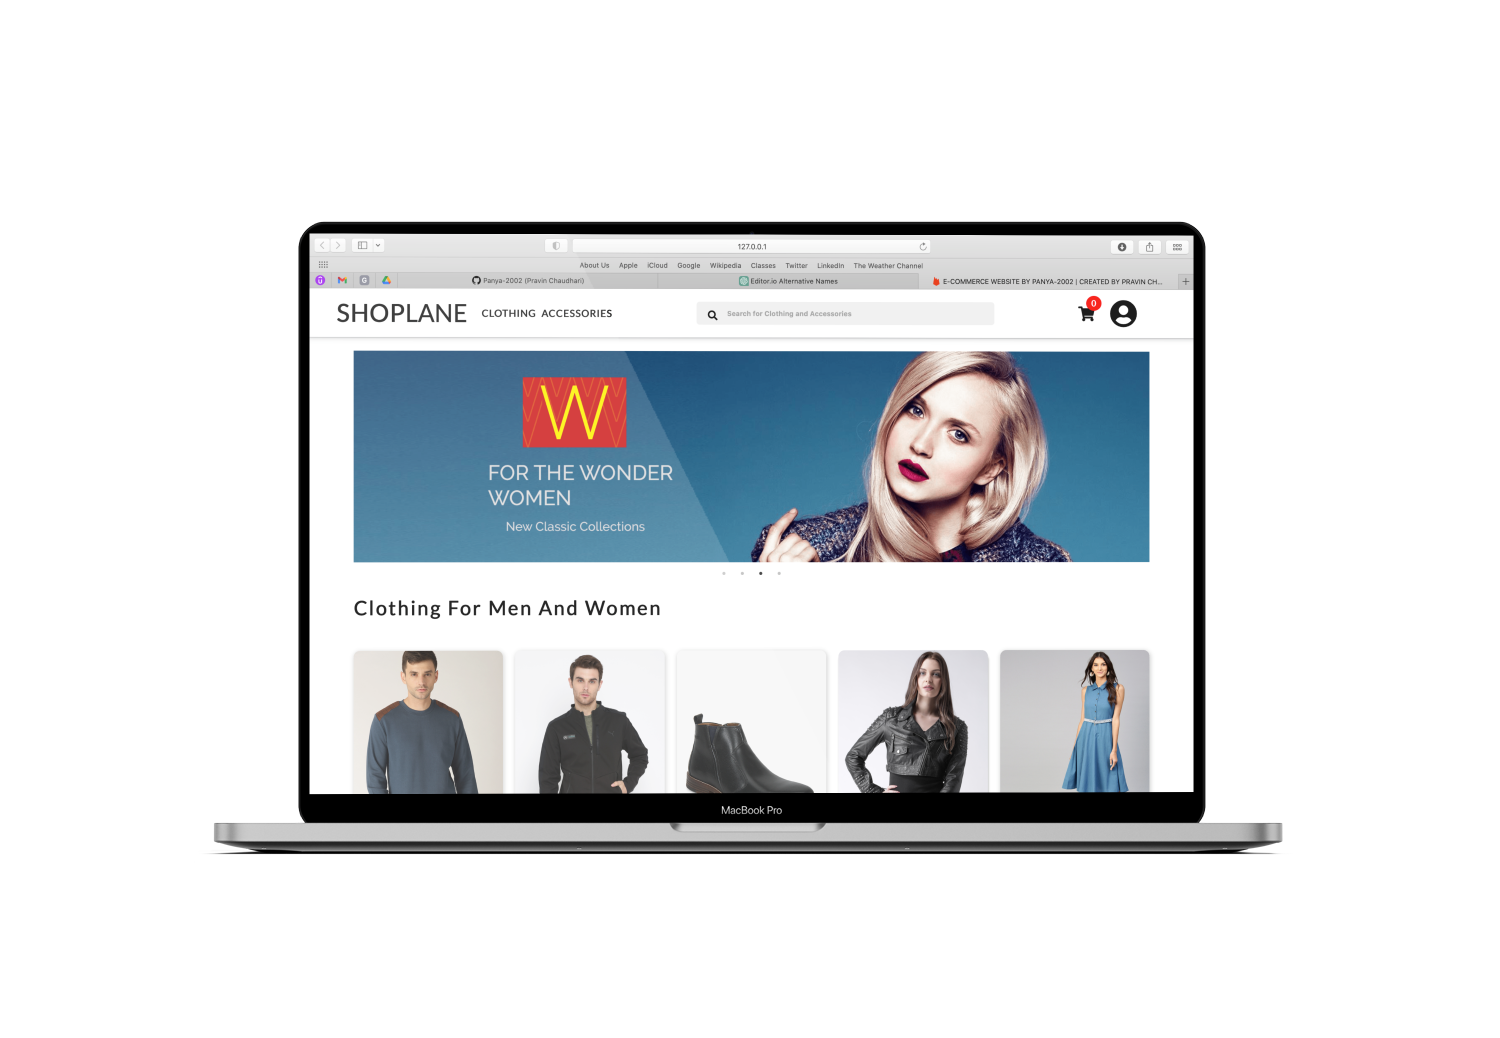 127.0.0.1
About Us Apple iCloud Google Wikipedia Classes Twitter LinkedIn The Weather Channel
Panya-2002 (Pravin Chaudhari) Editor.io Alternative Names E-COMMERCE WEBSITE BY PANYA-2002 | CREATED BY PRAVIN CH...
SHOPLANE CLOTHING ACCESSORIES Search for Clothing and Accessories 0
W
FOR THE WONDER
WOMEN
New Classic Collections
Clothing For Men And Women
MacBook Pro